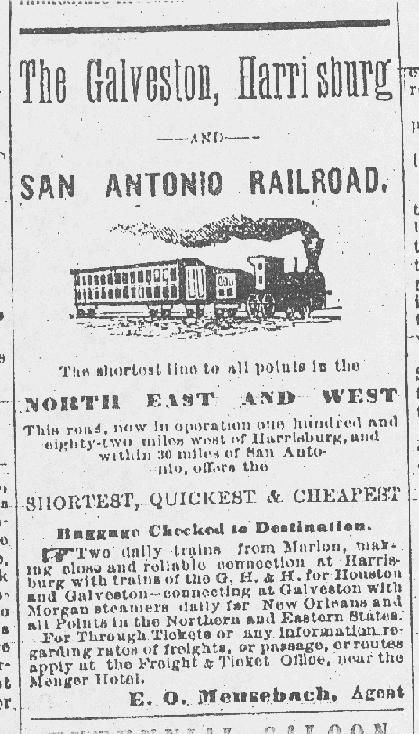 The Galveston, Harrisburg
AND
SAN ANTONIO RAILROAD.
The shortest line to all points in the
NORTH EAST AND WEST
This road, now in operation one hundred and
eighty-two miles west of Harrisburg, and
within 30 miles of San Anto-
nio, offers the
SHORTEST, QUICKEST & CHEAPEST
Baggage Checked to Destination.
Two daily trains from Marion, mak-
ing close and reliable connection at Harris-
burg with trains of the G. H. & H. for Houston
and Galveston—connecting at Galveston with
Morgan steamers daily for New Orleans and
all Points in the Northern and Eastern States.
For Through Tickets or any information re-
garding rates of freights, or passage, or routes
apply at the Freight & Ticket Office, near the
Menger Hotel.
E. O. Meusebach, Agent
SALOON